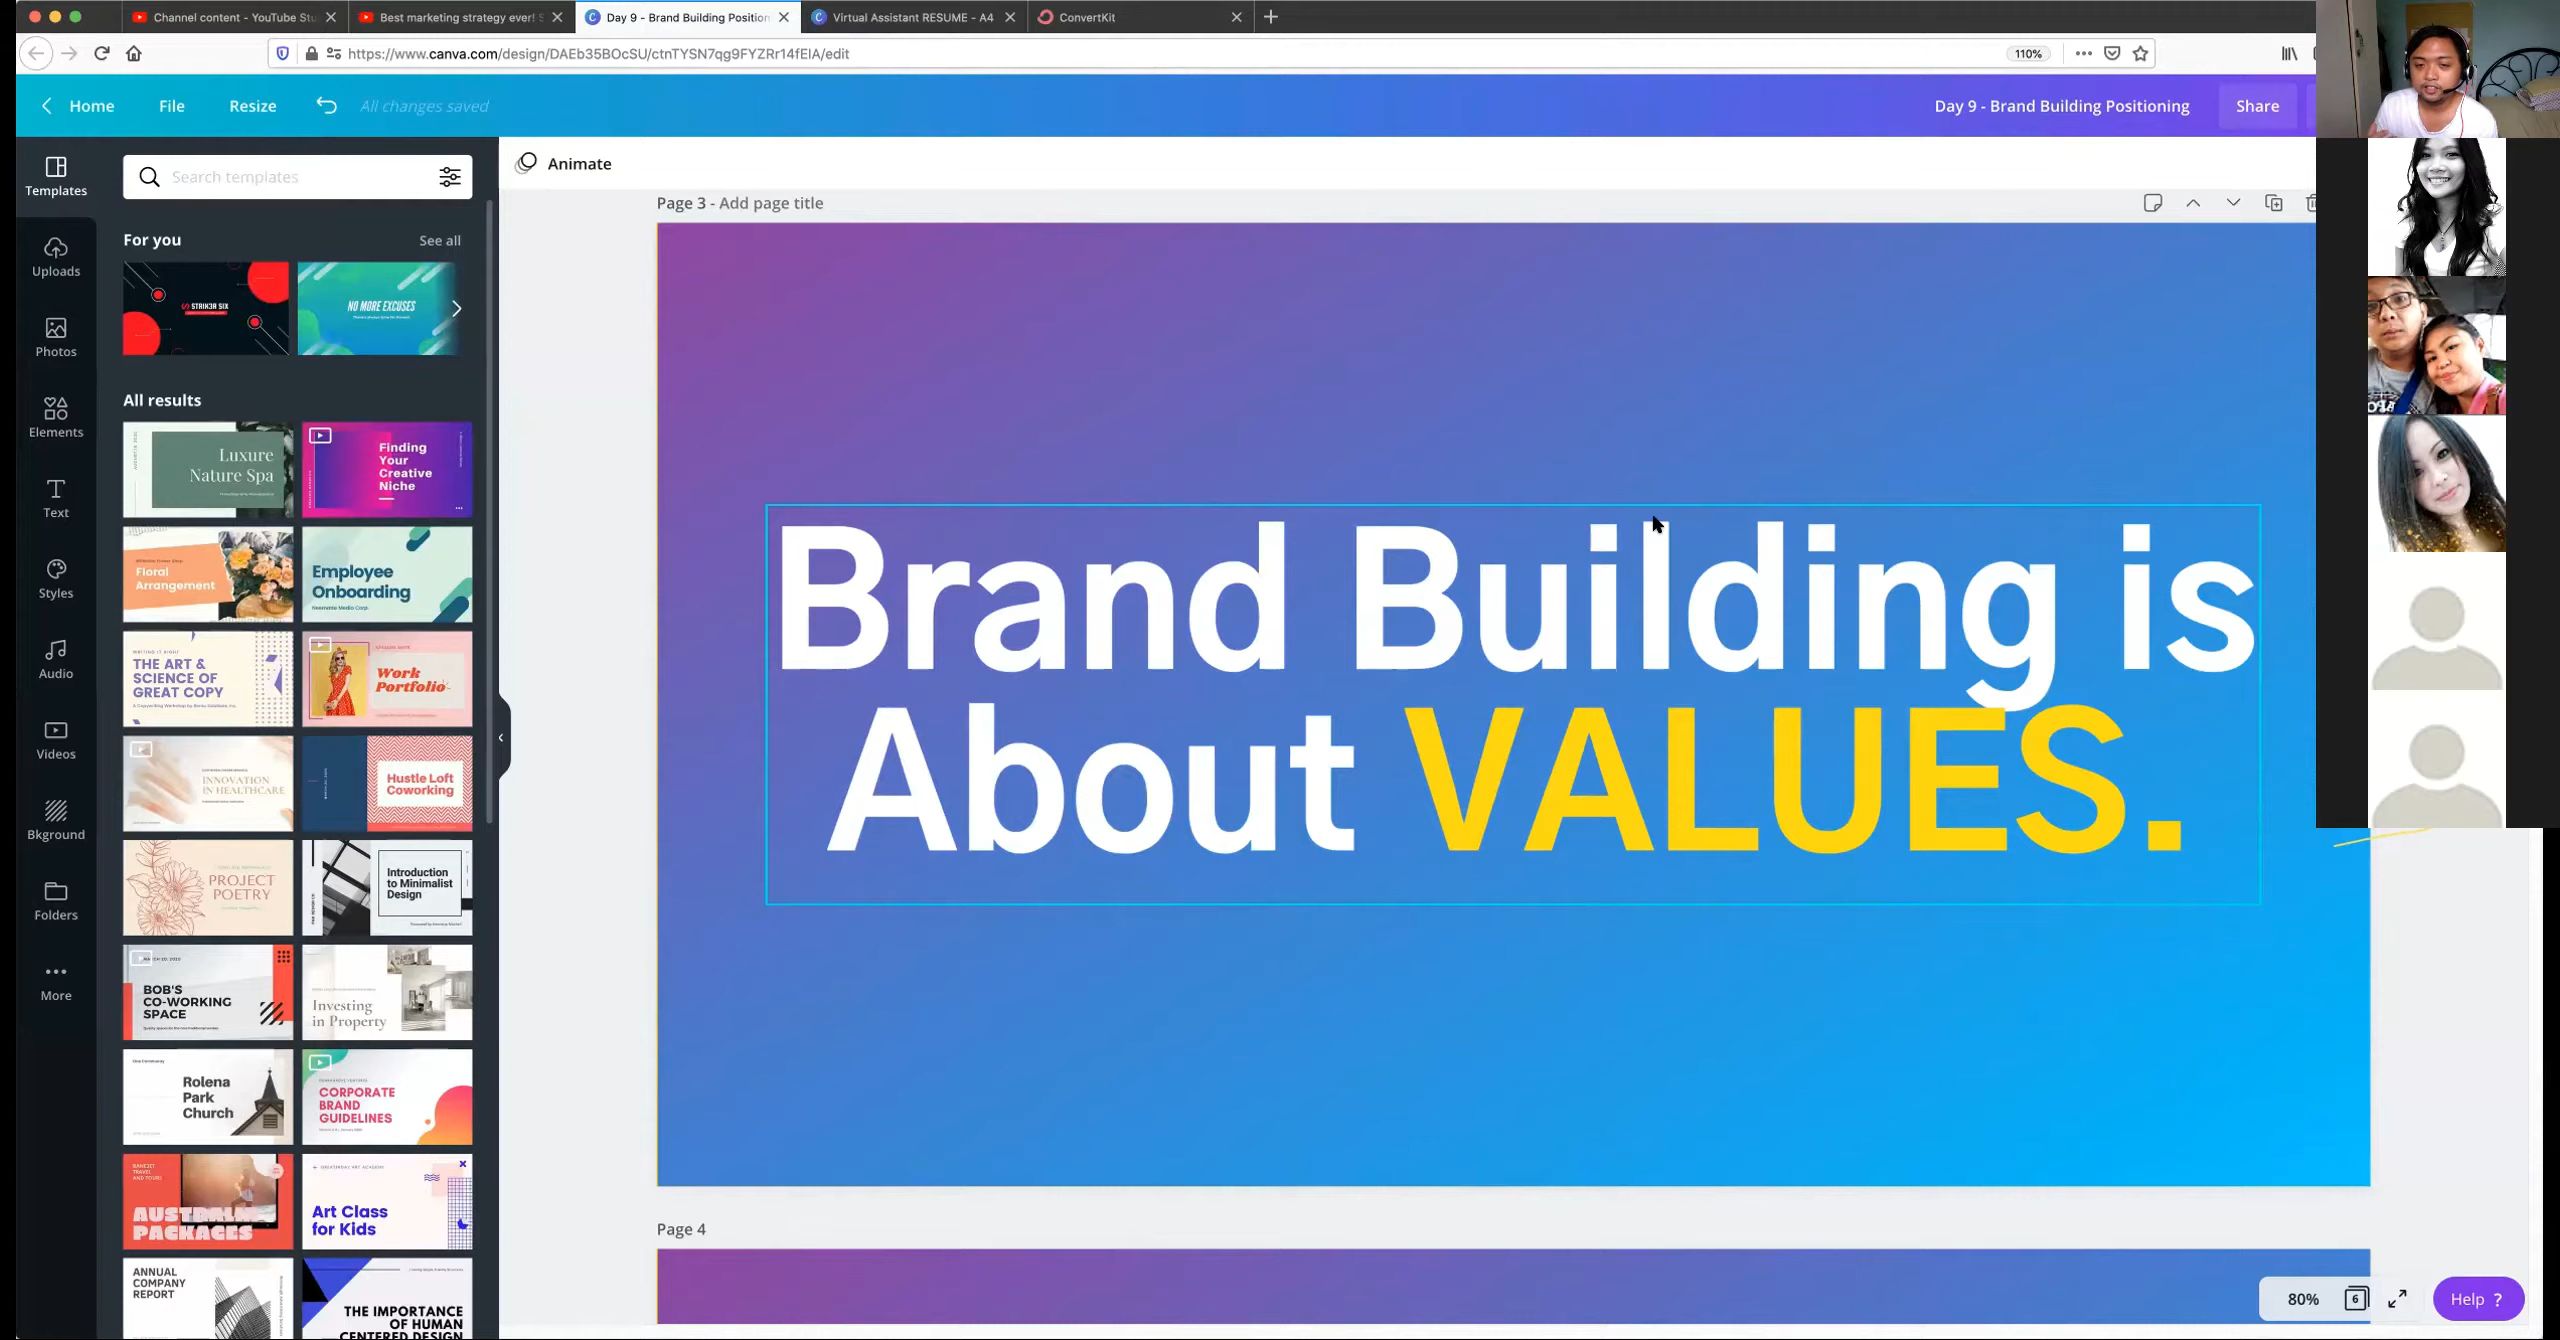 Channel content - YouTube Stu
Best marketing strategy ever! S
Day 9 - Brand Building Position
Virtual Assistant RESUME - A4
ConvertKit
https://www.canva.com/design/DAEb35BOcSU/ctnTYSN7qg9FYZRr14fEIA/edit
110%
Home
File
Resize
All changes saved
Day 9 - Brand Building Positioning
Share
Templates
Uploads
Photos
Elements
Text
Styles
Audio
Videos
Bkground
Folders
More
Search templates
For you
See all
STRIK3R SIX
NO MORE EXCUSES
All results
Luxure
Nature Spa
Finding
Your
Creative
Niche
Floral
Arrangement
Employee
Onboarding
THE ART &
SCIENCE OF
GREAT COPY
Work
Portfolio
INNOVATION
IN HEALTHCARE
Hustle Loft
Coworking
PROJECT
POETRY
Introduction
to Minimalist
Design
BOB'S
CO-WORKING
SPACE
Investing
in Property
Rolena
Park
Church
CORPORATE
BRAND
GUIDELINES
PACKAGES
Art Class
for Kids
ANNUAL
COMPANY
REPORT
THE IMPORTANCE
OF HUMAN
CENTERED DESIGN
Animate
Page 3 - Add page title
Brand Building is
About VALUES.
Page 4
80%
6
Help ?